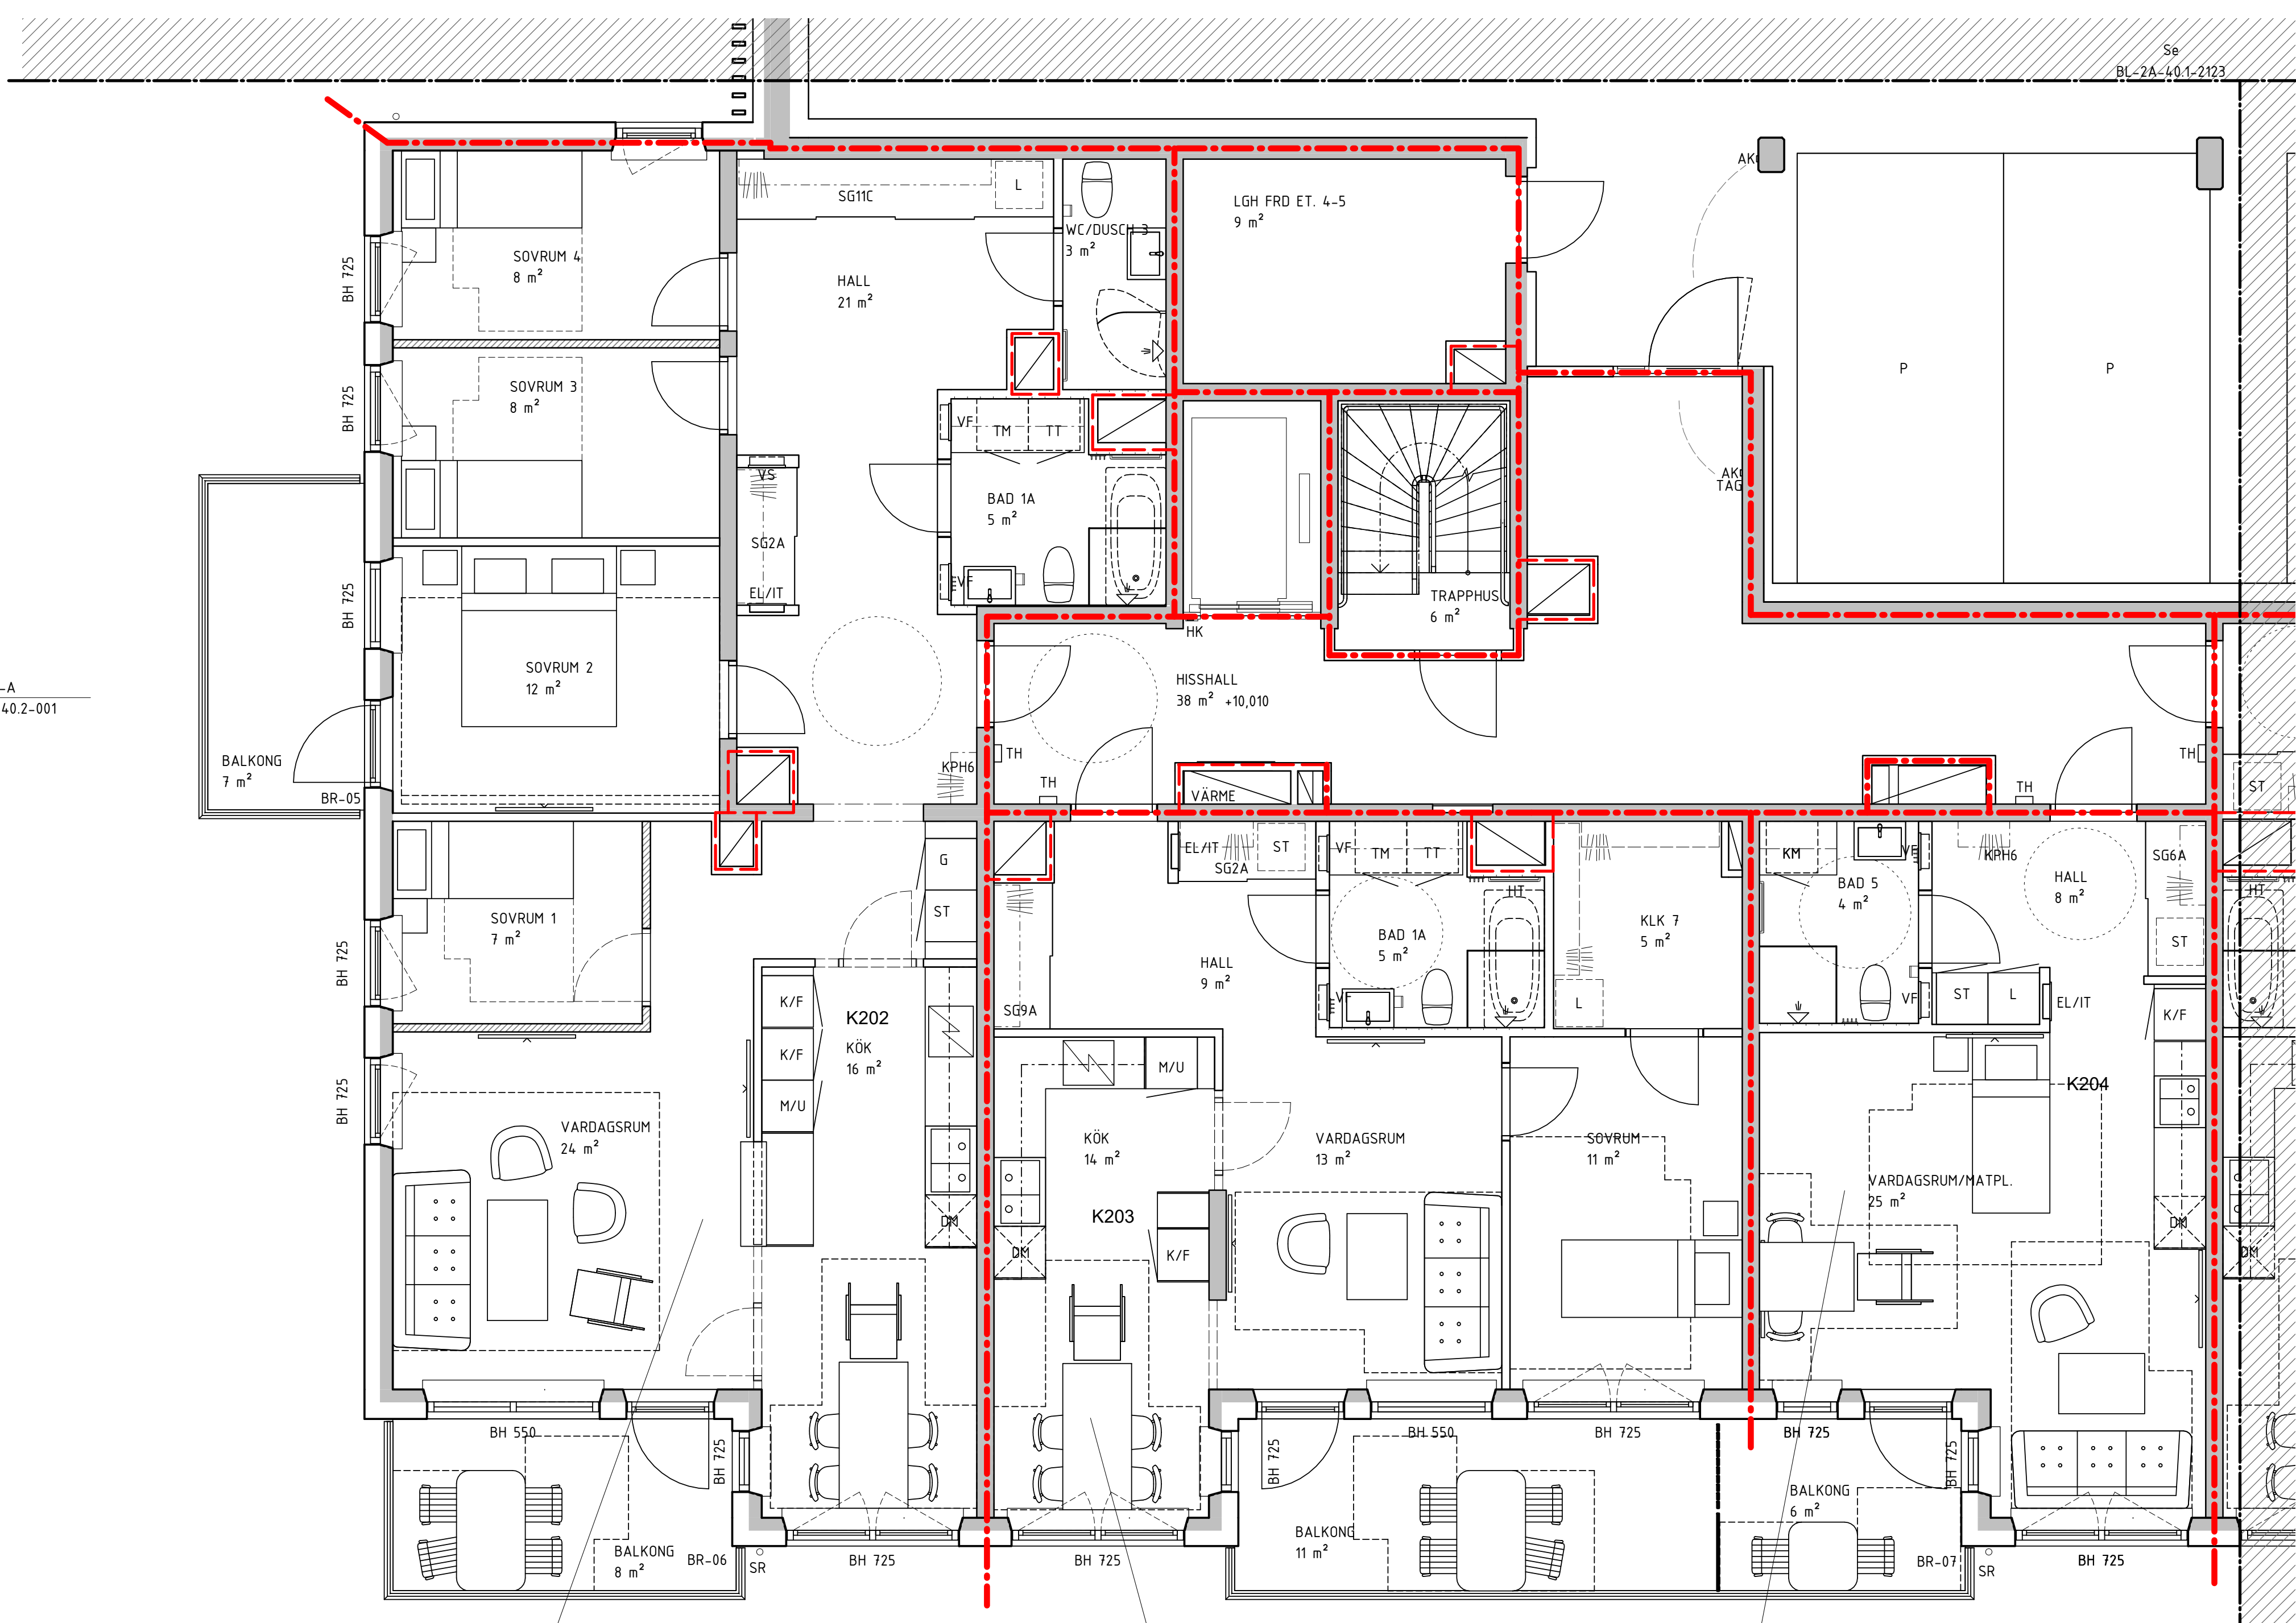 Se
BL-2A-40.1-2123
SG11C
L
WC/DUSCH 3
3 m²
LGH FRD ET. 4-5
9 m²
SOVRUM 4
8 m²
BH 725
HALL
21 m²
P
P
SOVRUM 3
8 m²
BH 725
VF
TM
TT
VS
BAD 1A
5 m²
SG2A
EL/IT
VF
BH 725
TRAPPHUS
6 m²
HK
SOVRUM 2
12 m²
HISSHALL
38 m² +10,010
-A
40.2-001
BALKONG
7 m²
BR-05
KPH6
TH
TH
VÄRME
TH
TH
ST
G
ST
EL/IT
SG2A
ST
VF
TM
TT
HT
KM
VF
KPH6
SG6A
HT
SOVRUM 1
7 m²
BH 725
BAD 1A
5 m²
KLK 7
5 m²
BAD 5
4 m²
HALL
8 m²
ST
HALL
9 m²
SG9A
VF
L
VF
ST
L
EL/IT
K/F
K/F
K202
K/F
KÖK
16 m²
M/U
M/U
K/F
BH 725
K204
VARDAGSRUM
24 m²
KÖK
14 m²
VARDAGSRUM
13 m²
SOVRUM
11 m²
VARDAGSRUM/MATPL.
25 m²
K203
DM
DM
K/F
DM
DM
BH 550
BH 725
BH 725
BH 550
BH 725
BH 725
BH 725
BALKONG
8 m²
BR-06
SR
BH 725
BH 725
BALKONG
11 m²
BALKONG
6 m²
BR-07
SR
BH 725